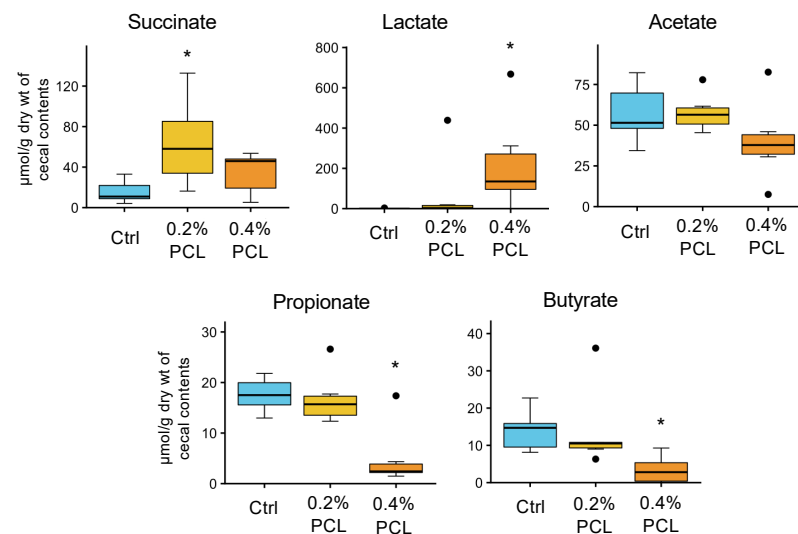 Succinate
Lactate
Acetate
µmol/g dry wt of
cecal contents
120
80
40
0
*
Ctrl
0.2%
PCL
0.4%
PCL
800
600
400
200
0
*
Ctrl
0.2%
PCL
0.4%
PCL
75
50
25
0
Ctrl
0.2%
PCL
0.4%
PCL
Propionate
Butyrate
µmol/g dry wt of
cecal contents
30
20
10
0
*
Ctrl
0.2%
PCL
0.4%
PCL
40
30
20
10
0
*
Ctrl
0.2%
PCL
0.4%
PCL